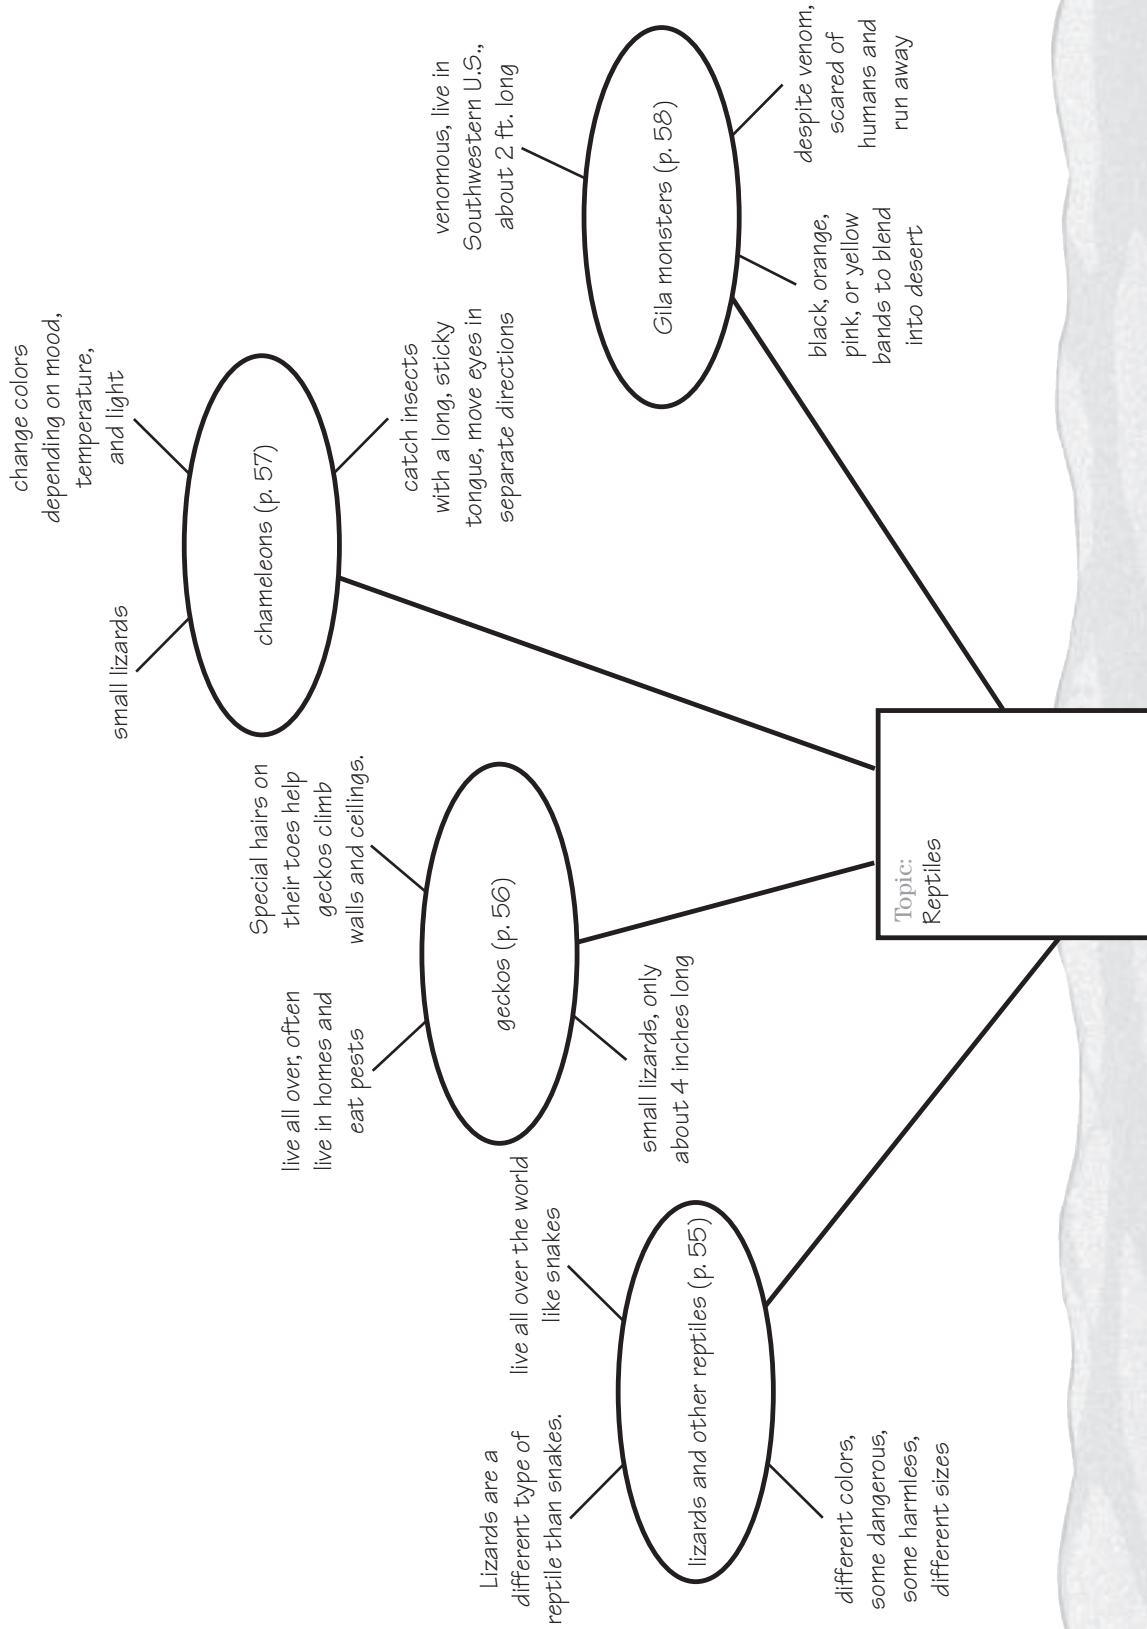 Lizards are a
different type of
reptile than snakes.
live all over the world
like snakes
lizards and other reptiles (p. 55)
different colors,
some dangerous,
some harmless,
different sizes
live all over, often
live in homes and
eat pests
Special hairs on
their toes help
geckos climb
walls and ceilings.
geckos (p. 56)
small lizards, only
about 4 inches long
small lizards
change colors
depending on mood,
temperature,
and light
chameleons (p. 57)
catch insects
with a long, sticky
tongue, move eyes in
separate directions
venomous, live in
Southwestern U.S.,
about 2 ft. long
Gila monsters (p. 58)
black, orange,
pink, or yellow
bands to blend
into desert
despite venom,
scared of
humans and
run away
Topic:
Reptiles